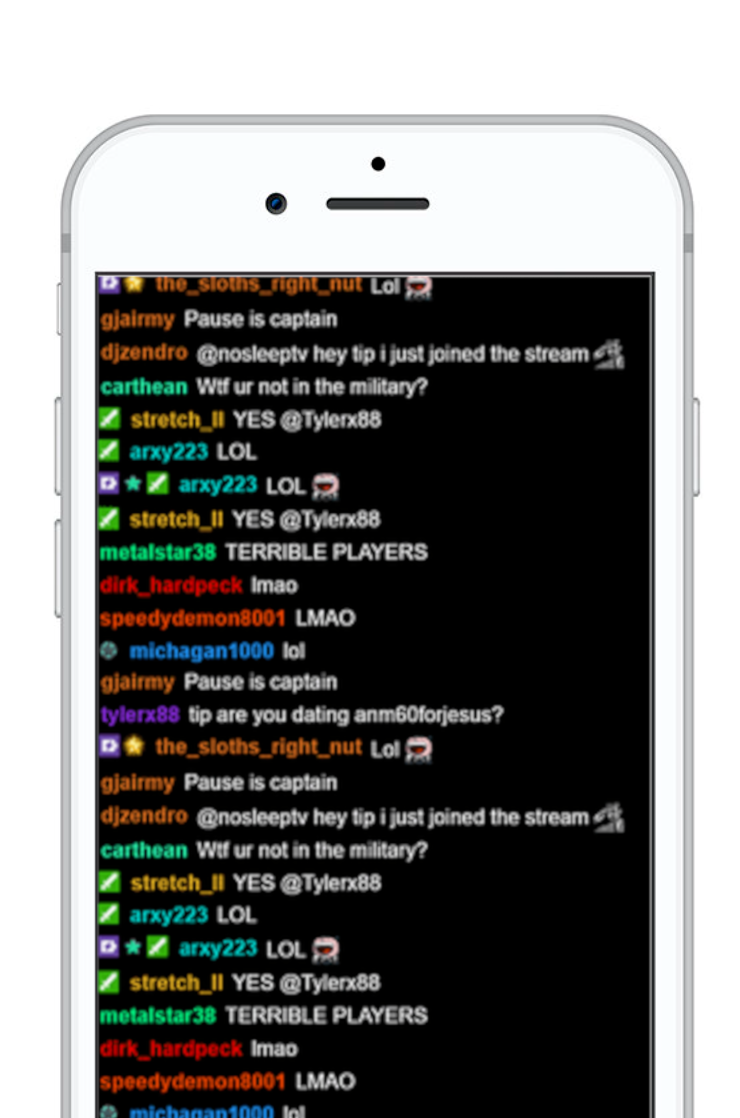 the_sloths_right_nut Lol
gjairmy Pause is captain
djzendro @nosleeptv hey tip i just joined the stream
carthean Wtf ur not in the military?
stretch_ll YES @Tylerx88
arxy223 LOL
arxy223 LOL
stretch_ll YES @Tylerx88
metalstar38 TERRIBLE PLAYERS
dirk_hardpeck lmao
speedydemon8001 LMAO
michagan1000 lol
gjairmy Pause is captain
tylerx88 tip are you dating anm60forjesus?
the_sloths_right_nut Lol
gjairmy Pause is captain
djzendro @nosleeptv hey tip i just joined the stream
carthean Wtf ur not in the military?
stretch_ll YES @Tylerx88
arxy223 LOL
arxy223 LOL
stretch_ll YES @Tylerx88
metalstar38 TERRIBLE PLAYERS
dirk_hardpeck lmao
speedydemon8001 LMAO
michagan1000 lol